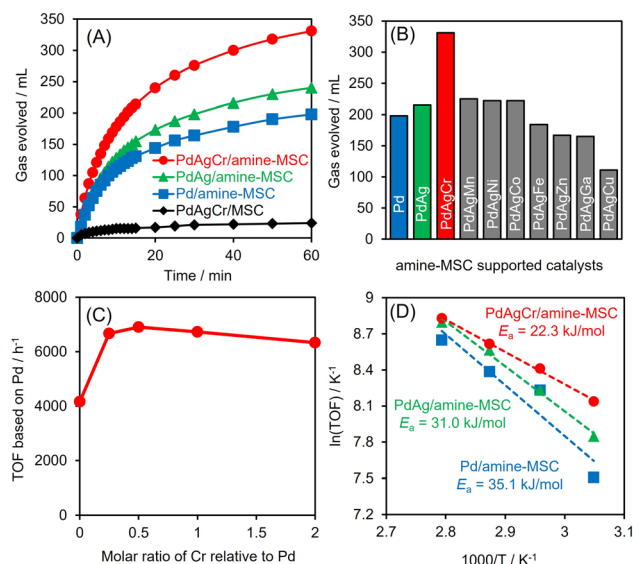 (A)
Gas evolved / mL
350
300
250
200
150
100
50
0
PdAgCr/amine-MSC
PdAg/amine-MSC
Pd/amine-MSC
PdAgCr/MSC
0
20
40
60
Time / min
(B)
Gas evolved / mL
350
300
250
200
150
100
50
0
Pd
PdAg
PdAgCr
PdAgMn
PdAgNi
PdAgCo
PdAgFe
PdAgZn
PdAgGa
PdAgCu
amine-MSC supported catalysts
(C)
TOF based on Pd / h⁻¹
8000
6000
4000
2000
0
0
0.5
1
1.5
2
Molar ratio of Cr relative to Pd
(D)
ln(TOF) / K⁻¹
9
8.7
8.4
8.1
7.8
7.5
7.2
PdAgCr/amine-MSC
Eₐ = 22.3 kJ/mol
PdAg/amine-MSC
Eₐ = 31.0 kJ/mol
Pd/amine-MSC
Eₐ = 35.1 kJ/mol
2.7
2.8
2.9
3
3.1
1000/T / K⁻¹